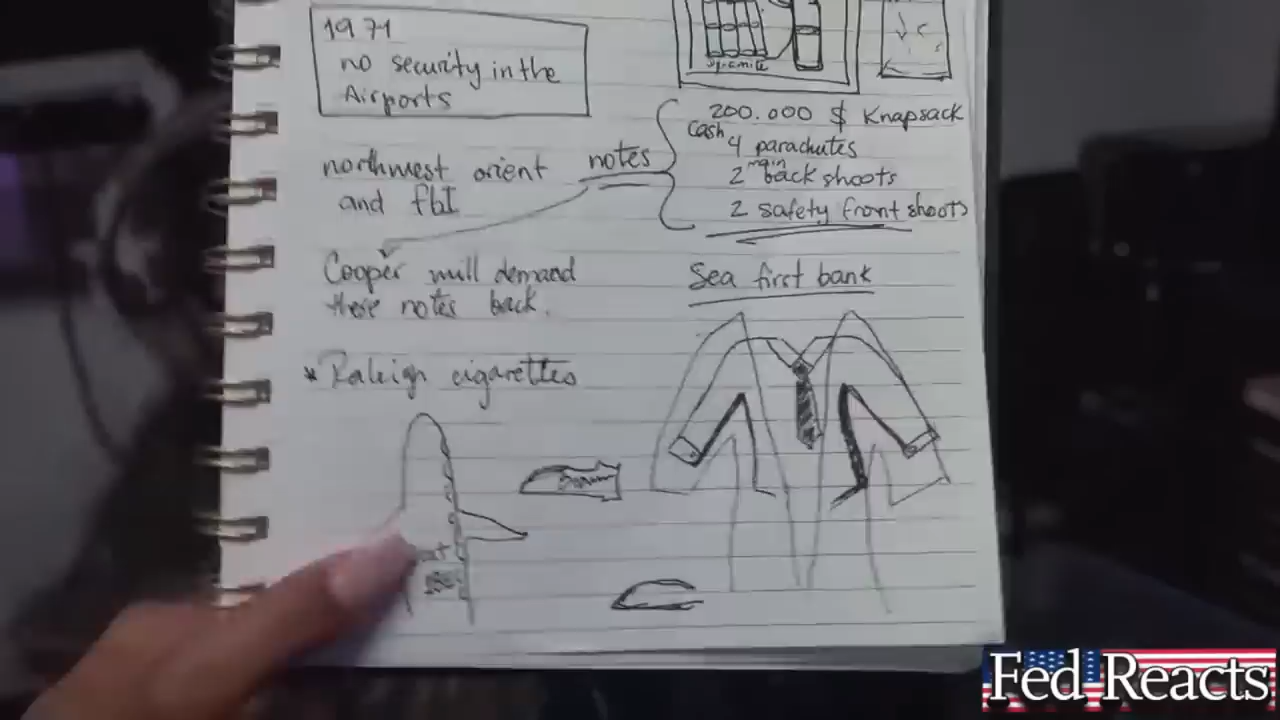 1971
no security in the
Airports
200.000 $ Knapsack
Cash
4 parachutes
main
2 back shoots
2 safety front shoots
northwest orient
and fbI
notes
Cooper will demand
these notes back.
Sea first bank
* Raleigh cigarettes
Fed Reacts